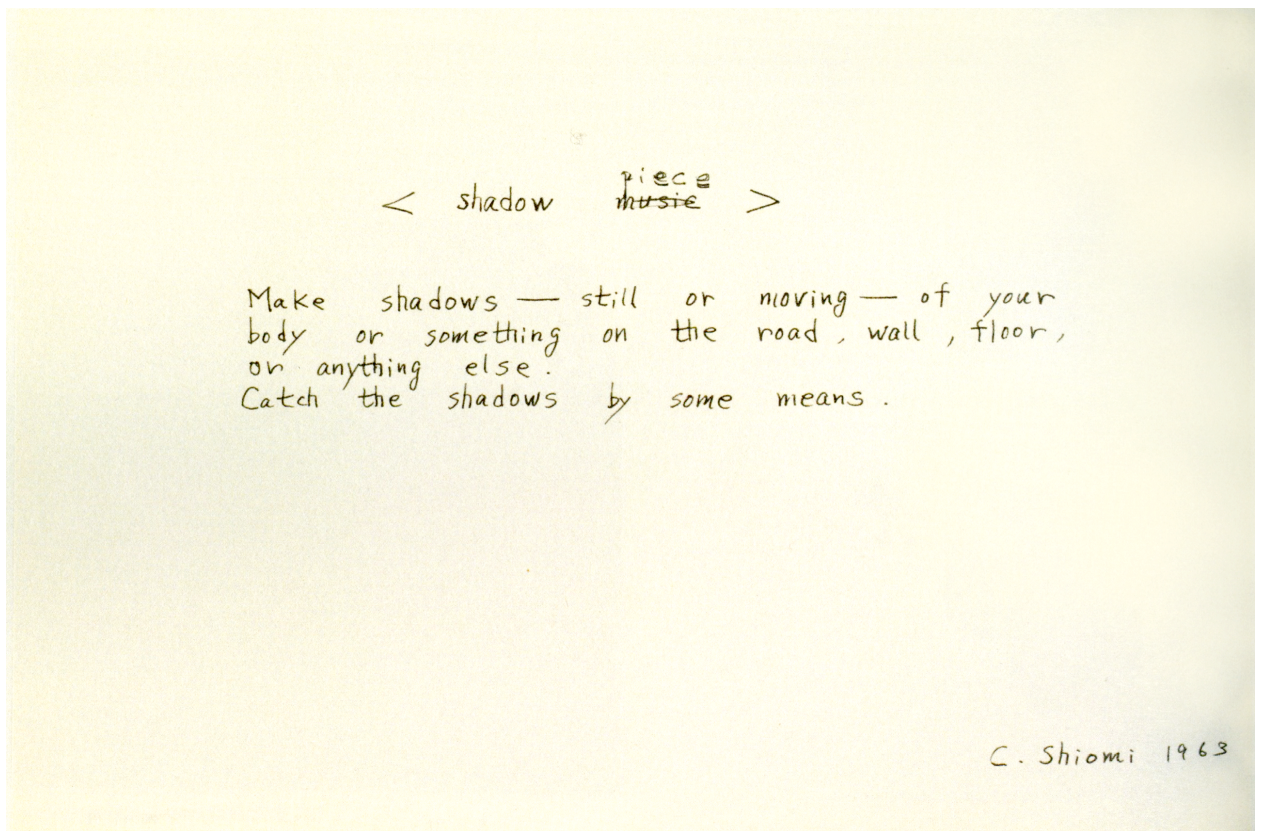 piece
< shadow music >
Make shadows — still or moving — of your
body or something on the road, wall, floor,
or anything else.
Catch the shadows by some means.
C. Shiomi 1963